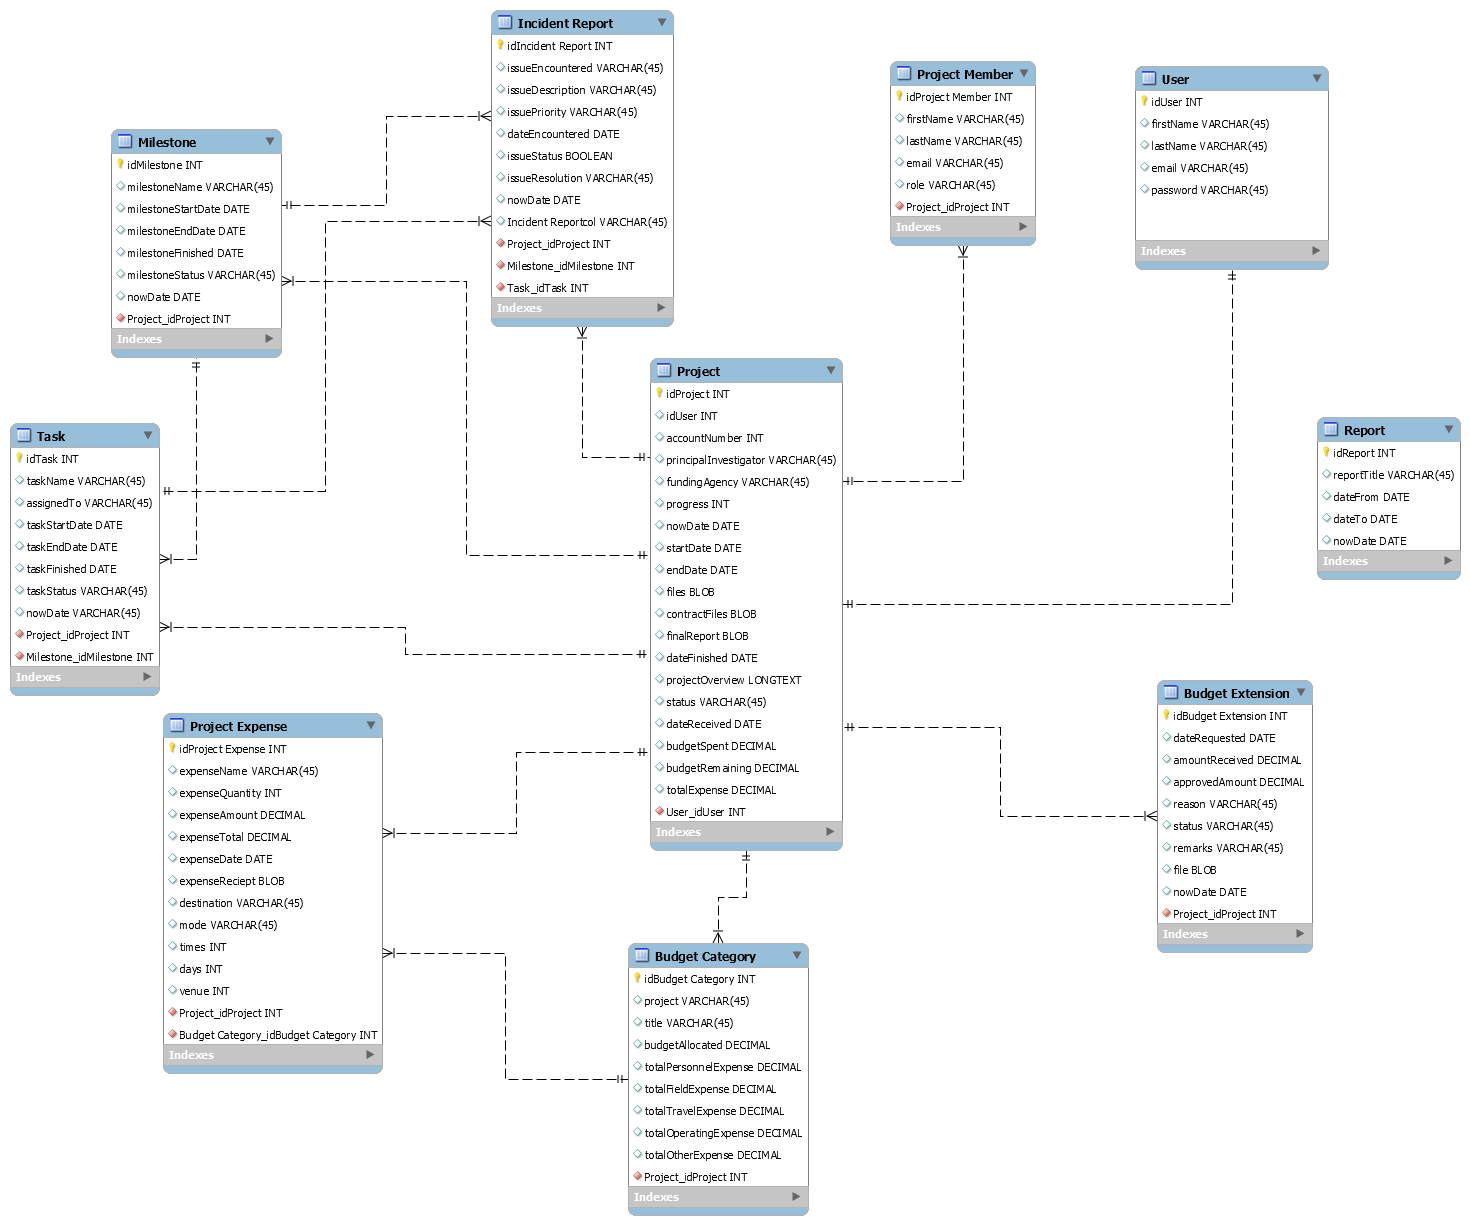 Incident Report
idIncident Report INT
issueEncountered VARCHAR(45)
issueDescription VARCHAR(45)
issuePriority VARCHAR(45)
dateEncountered DATE
issueStatus BOOLEAN
issueResolution VARCHAR(45)
nowDate DATE
Incident Reportcol VARCHAR(45)
Project_idProject INT
Milestone_idMilestone INT
Task_idTask INT
Indexes
Project Member
idProject Member INT
firstName VARCHAR(45)
lastName VARCHAR(45)
email VARCHAR(45)
role VARCHAR(45)
Project_idProject INT
Indexes
User
idUser INT
firstName VARCHAR(45)
lastName VARCHAR(45)
email VARCHAR(45)
password VARCHAR(45)
Indexes
Milestone
idMilestone INT
milestoneName VARCHAR(45)
milestoneStartDate DATE
milestoneEndDate DATE
milestoneFinished DATE
milestoneStatus VARCHAR(45)
nowDate DATE
Project_idProject INT
Indexes
Project
idProject INT
idUser INT
accountNumber INT
principalInvestigator VARCHAR(45)
fundingAgency VARCHAR(45)
progress INT
nowDate DATE
startDate DATE
endDate DATE
files BLOB
contractFiles BLOB
finalReport BLOB
dateFinished DATE
projectOverview LONGTEXT
status VARCHAR(45)
dateReceived DATE
budgetSpent DECIMAL
budgetRemaining DECIMAL
totalExpense DECIMAL
User_idUser INT
Indexes
Report
idReport INT
reportTitle VARCHAR(45)
dateFrom DATE
dateTo DATE
nowDate DATE
Indexes
Task
idTask INT
taskName VARCHAR(45)
assignedTo VARCHAR(45)
taskStartDate DATE
taskEndDate DATE
taskFinished DATE
taskStatus VARCHAR(45)
nowDate VARCHAR(45)
Project_idProject INT
Milestone_idMilestone INT
Indexes
Budget Extension
idBudget Extension INT
dateRequested DATE
amountReceived DECIMAL
approvedAmount DECIMAL
reason VARCHAR(45)
status VARCHAR(45)
remarks VARCHAR(45)
file BLOB
nowDate DATE
Project_idProject INT
Indexes
Project Expense
idProject Expense INT
expenseName VARCHAR(45)
expenseQuantity INT
expenseAmount DECIMAL
expenseTotal DECIMAL
expenseDate DATE
expenseReciept BLOB
destination VARCHAR(45)
mode VARCHAR(45)
times INT
days INT
venue INT
Project_idProject INT
Budget Category_idBudget Category INT
Indexes
Budget Category
idBudget Category INT
project VARCHAR(45)
title VARCHAR(45)
budgetAllocated DECIMAL
totalPersonnelExpense DECIMAL
totalFieldExpense DECIMAL
totalTravelExpense DECIMAL
totalOperatingExpense DECIMAL
totalOtherExpense DECIMAL
Project_idProject INT
Indexes